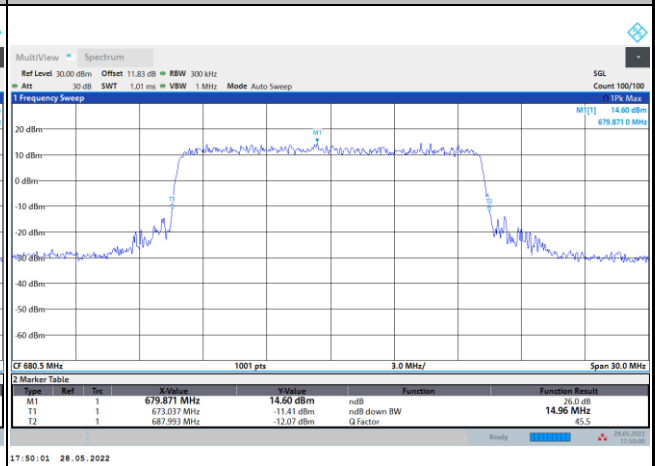 MultiView Spectrum
Ref Level 30.00 dBm Offset 11.83 dB RBW 300 kHz SGL
Att 30 dB SWT 1.01 ms VBW 1 MHz Mode Auto Sweep Count 100/100
1 Frequency Sweep 1Pk Max
M1[1] 14.60 dBm
679.871 0 MHz
M1
20 dBm
10 dBm
0 dBm
-10 dBm
-20 dBm
-30 dBm
-40 dBm
-50 dBm
-60 dBm
CF 680.5 MHz 1001 pts 3.0 MHz/ Span 30.0 MHz
2 Marker Table
Type Ref Trc X-Value Y-Value Function Function Result
M1 1 679.871 MHz 14.60 dBm ndB 26.0 dB
T1 1 673.037 MHz -11.41 dBm ndB down BW 14.96 MHz
T2 1 687.993 MHz -12.07 dBm Q Factor 45.5
Ready 28.05.2022
17:50:00
17:50:01 28.05.2022